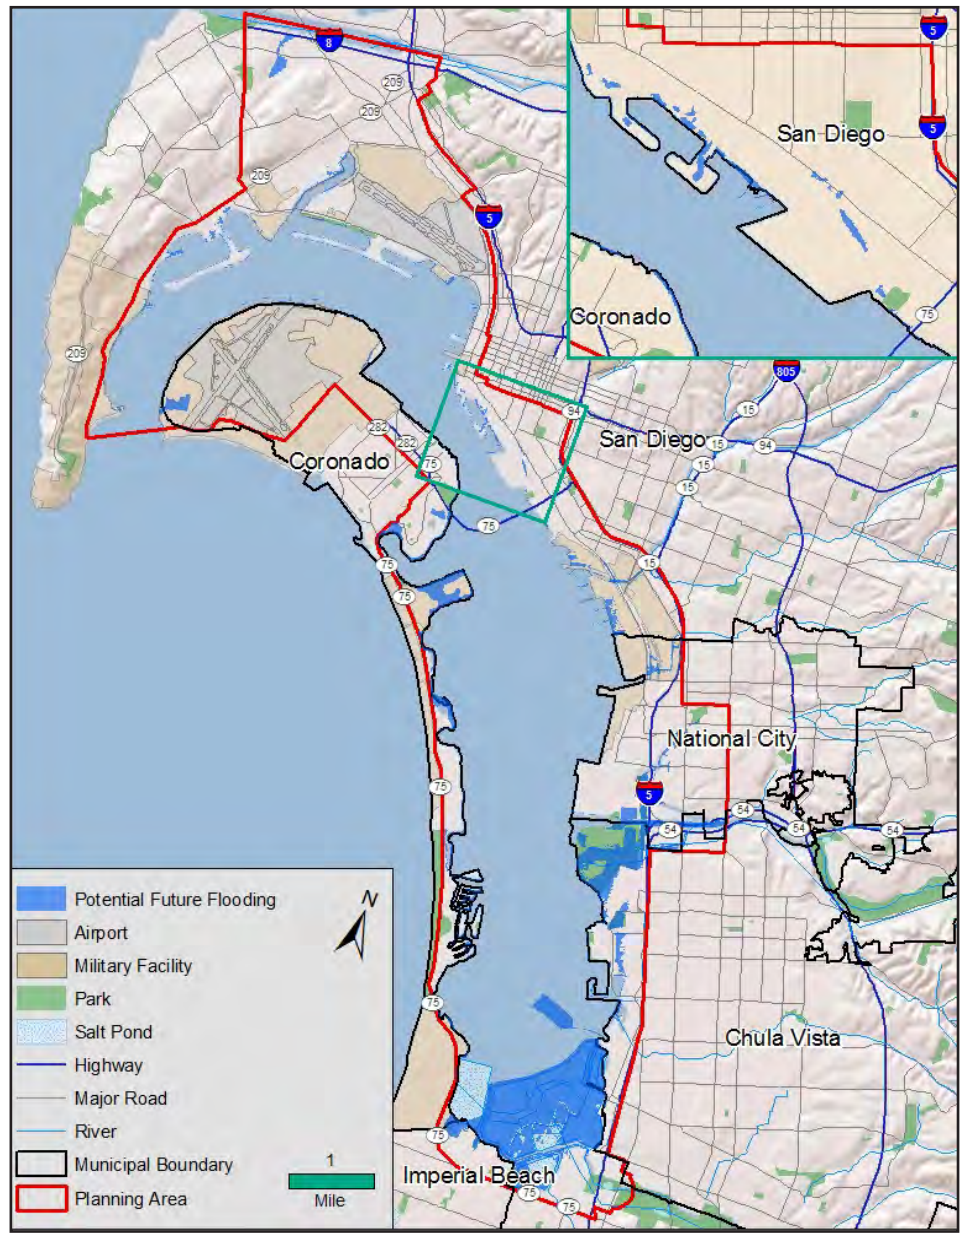 8
209
209
5
209
209
5
5
San Diego
Coronado
75
805
282
282
Coronado
75
94
San Diego
15
15
94
15
15
75
15
75
75
National City
75
5
54
54
54
54
75
Chula Vista
75
Imperial Beach
75
75
Potential Future Flooding
Airport
Military Facility
Park
Salt Pond
Highway
Major Road
River
Municipal Boundary
Planning Area
N
1
Mile